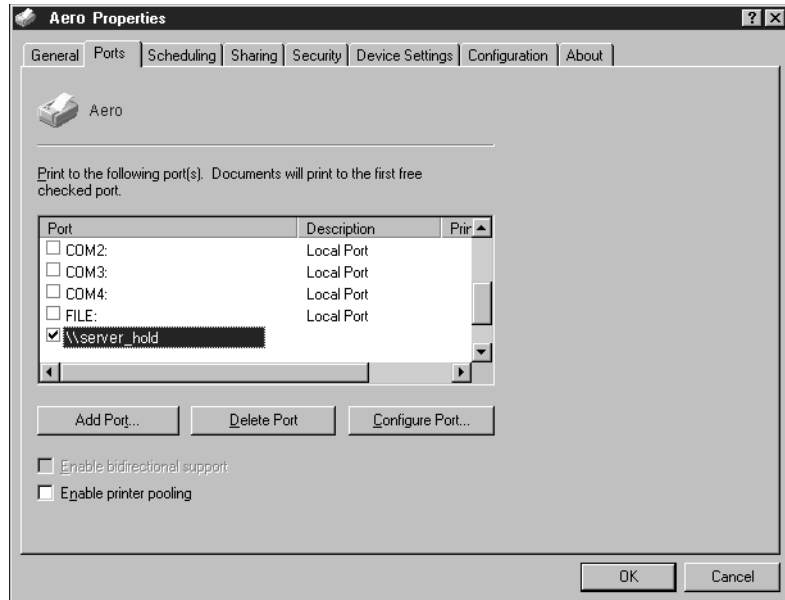 Aero Properties
General Ports Scheduling Sharing Security Device Settings Configuration About
Aero
Print to the following port(s). Documents will print to the first free
checked port.
Port Description Prin
COM2: Local Port
COM3: Local Port
COM4: Local Port
FILE: Local Port
\\server_hold
Add Port... Delete Port Configure Port...
Enable bidirectional support
Enable printer pooling
OK Cancel